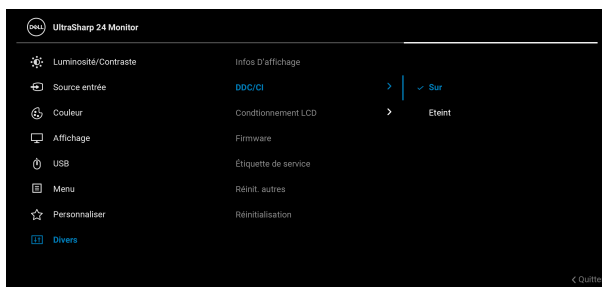 DELL UltraSharp 24 Monitor
Luminosité/Contraste
Infos D'affichage
Source entrée
DDC/CI
Sur
Couleur
Condtionnement LCD
Eteint
Affichage
Firmware
USB
Étiquette de service
Menu
Réinit. autres
Personnaliser
Réinitialisation
Divers
Quitte